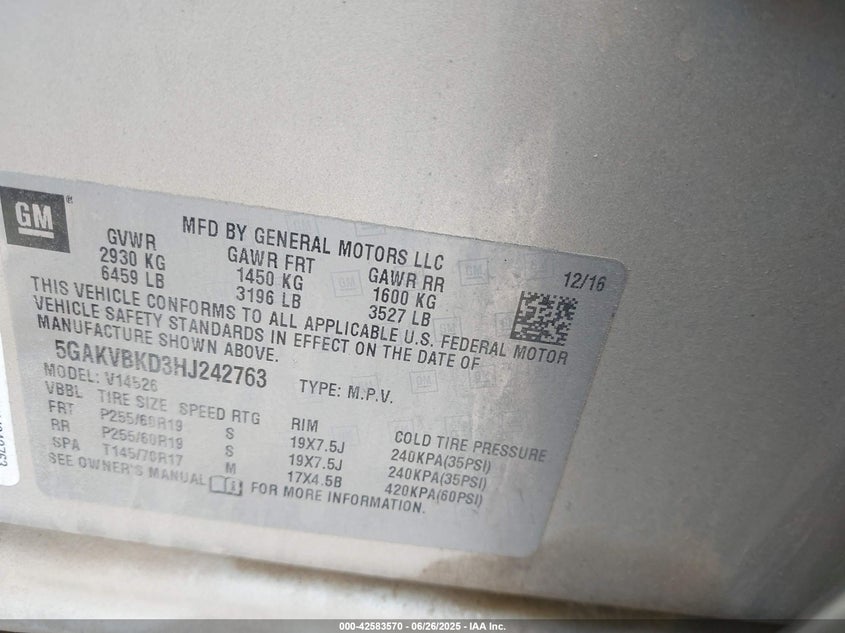 GM
®
MFD BY GENERAL MOTORS LLC
12/16
GVWR GAWR FRT GAWR RR
2930 KG 1450 KG 1600 KG
6459 LB 3196 LB 3527 LB
THIS VEHICLE CONFORMS TO ALL APPLICABLE U.S. FEDERAL MOTOR
VEHICLE SAFETY STANDARDS IN EFFECT ON THE DATE OF
MANUFACTURE SHOWN ABOVE.
5GAKVBKD3HJ242763 TYPE: M.P.V.
MODEL: V14526
VBBL TIRE SIZE SPEED RTG RIM COLD TIRE PRESSURE
FRT P255/60R19 S 19X7.5J 240KPA(35PSI)
RR P255/60R19 S 19X7.5J 240KPA(35PSI)
SPA T145/70R17 M 17X4.5B 420KPA(60PSI)
SEE OWNER'S MANUAL FOR MORE INFORMATION.
000-42583570 | 06/26/2025 - IAA Inc.